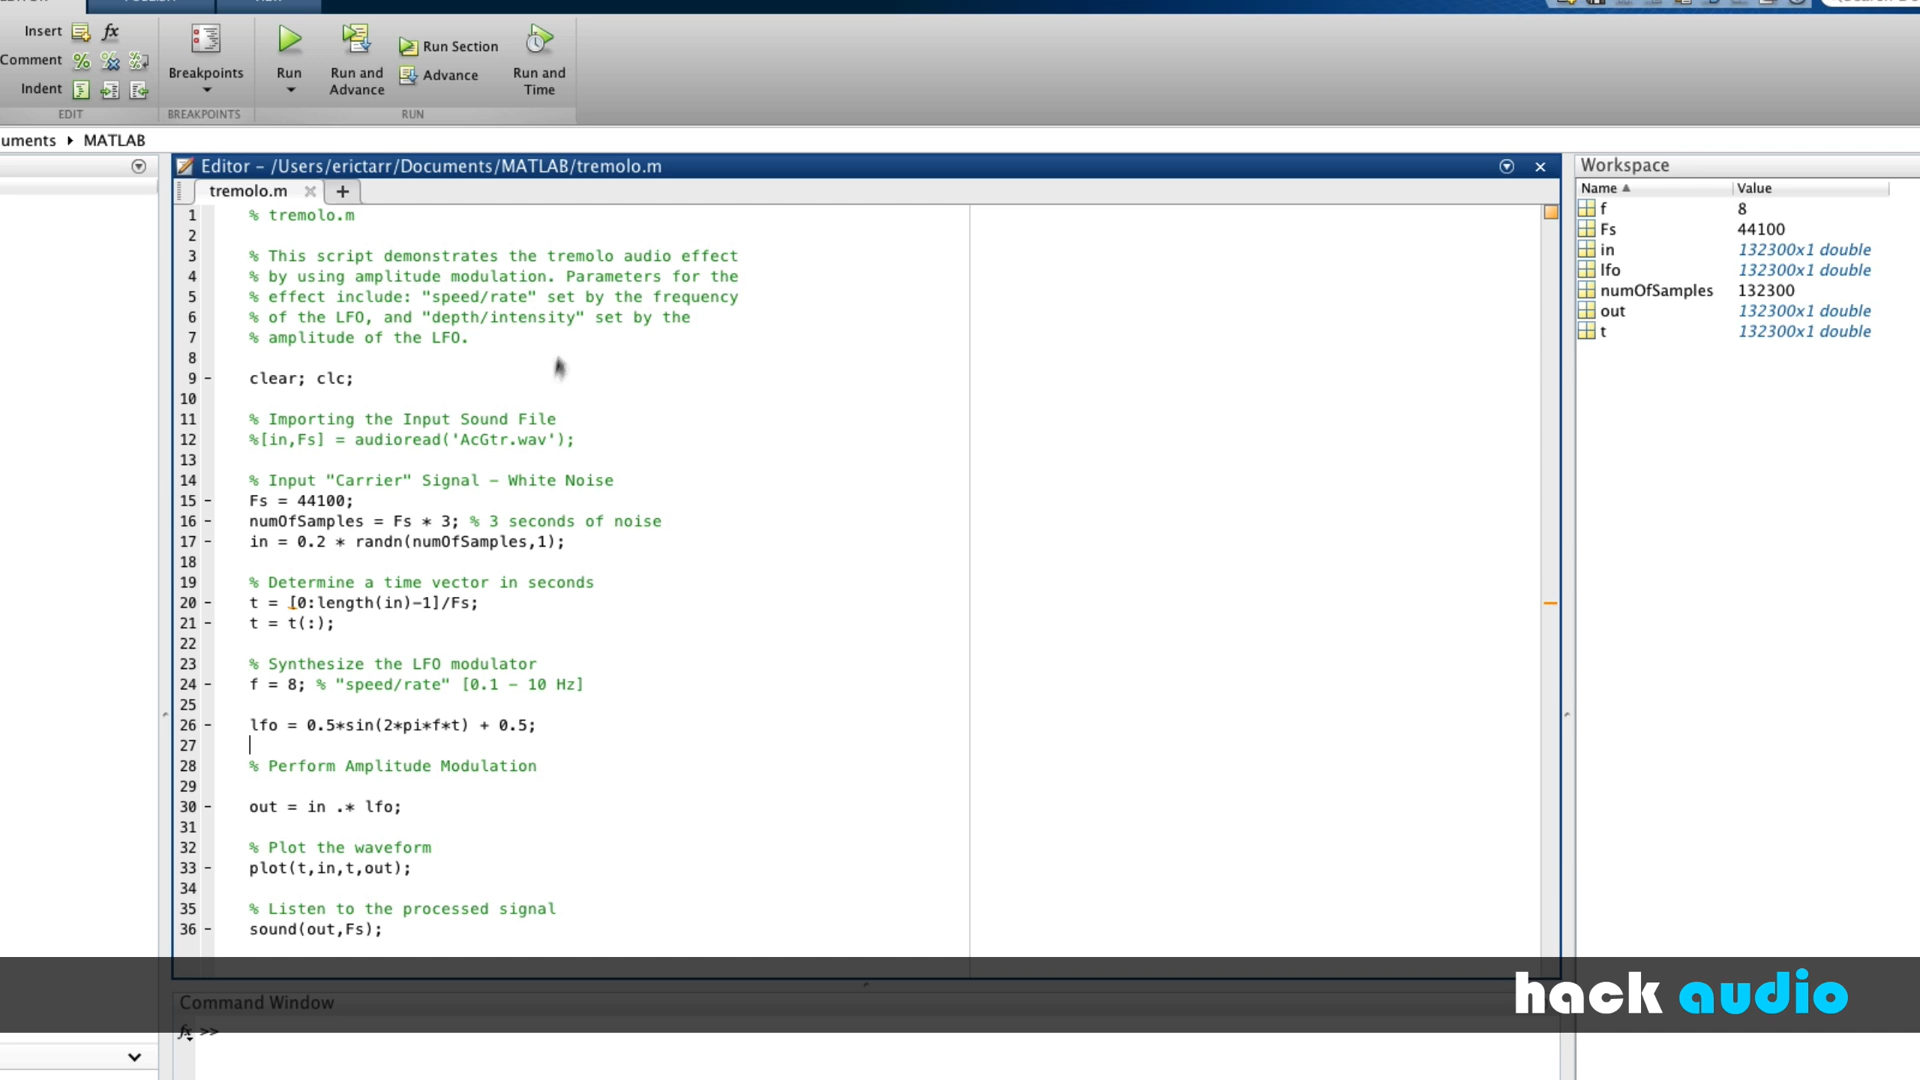 Insert
Comment
Indent
EDIT
Breakpoints
BREAKPOINTS
Run
Run and
Advance
Run Section
Advance
Run and
Time
RUN
uments ▸ MATLAB
Editor – /Users/erictarr/Documents/MATLAB/tremolo.m
tremolo.m
1 % tremolo.m
2
3 % This script demonstrates the tremolo audio effect
4 % by using amplitude modulation. Parameters for the
5 % effect include: "speed/rate" set by the frequency
6 % of the LFO, and "depth/intensity" set by the
7 % amplitude of the LFO.
8
9 – clear; clc;
10
11 % Importing the Input Sound File
12 %[in,Fs] = audioread('AcGtr.wav');
13
14 % Input "Carrier" Signal – White Noise
15 – Fs = 44100;
16 – numOfSamples = Fs * 3; % 3 seconds of noise
17 – in = 0.2 * randn(numOfSamples,1);
18
19 % Determine a time vector in seconds
20 – t = [0:length(in)-1]/Fs;
21 – t = t(:);
22
23 % Synthesize the LFO modulator
24 – f = 8; % "speed/rate" [0.1 – 10 Hz]
25
26 – lfo = 0.5*sin(2*pi*f*t) + 0.5;
27
28 % Perform Amplitude Modulation
29
30 – out = in .* lfo;
31
32 % Plot the waveform
33 – plot(t,in,t,out);
34
35 % Listen to the processed signal
36 – sound(out,Fs);
Workspace
Name Value
f 8
Fs 44100
in 132300x1 double
lfo 132300x1 double
numOfSamples 132300
out 132300x1 double
t 132300x1 double
Command Window
fx >>
hack audio